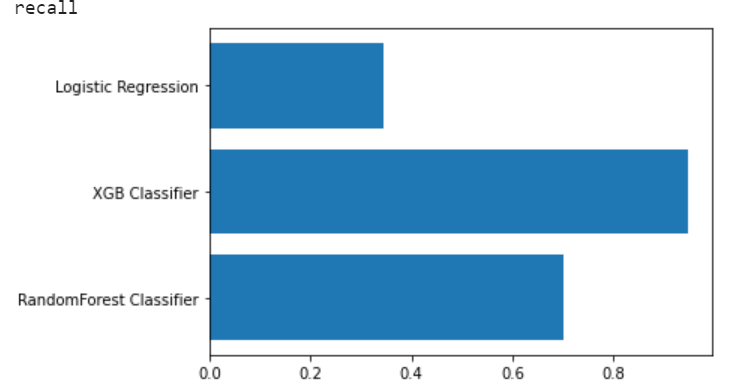 recall
Logistic Regression
XGB Classifier
RandomForest Classifier
0.0 0.2 0.4 0.6 0.8